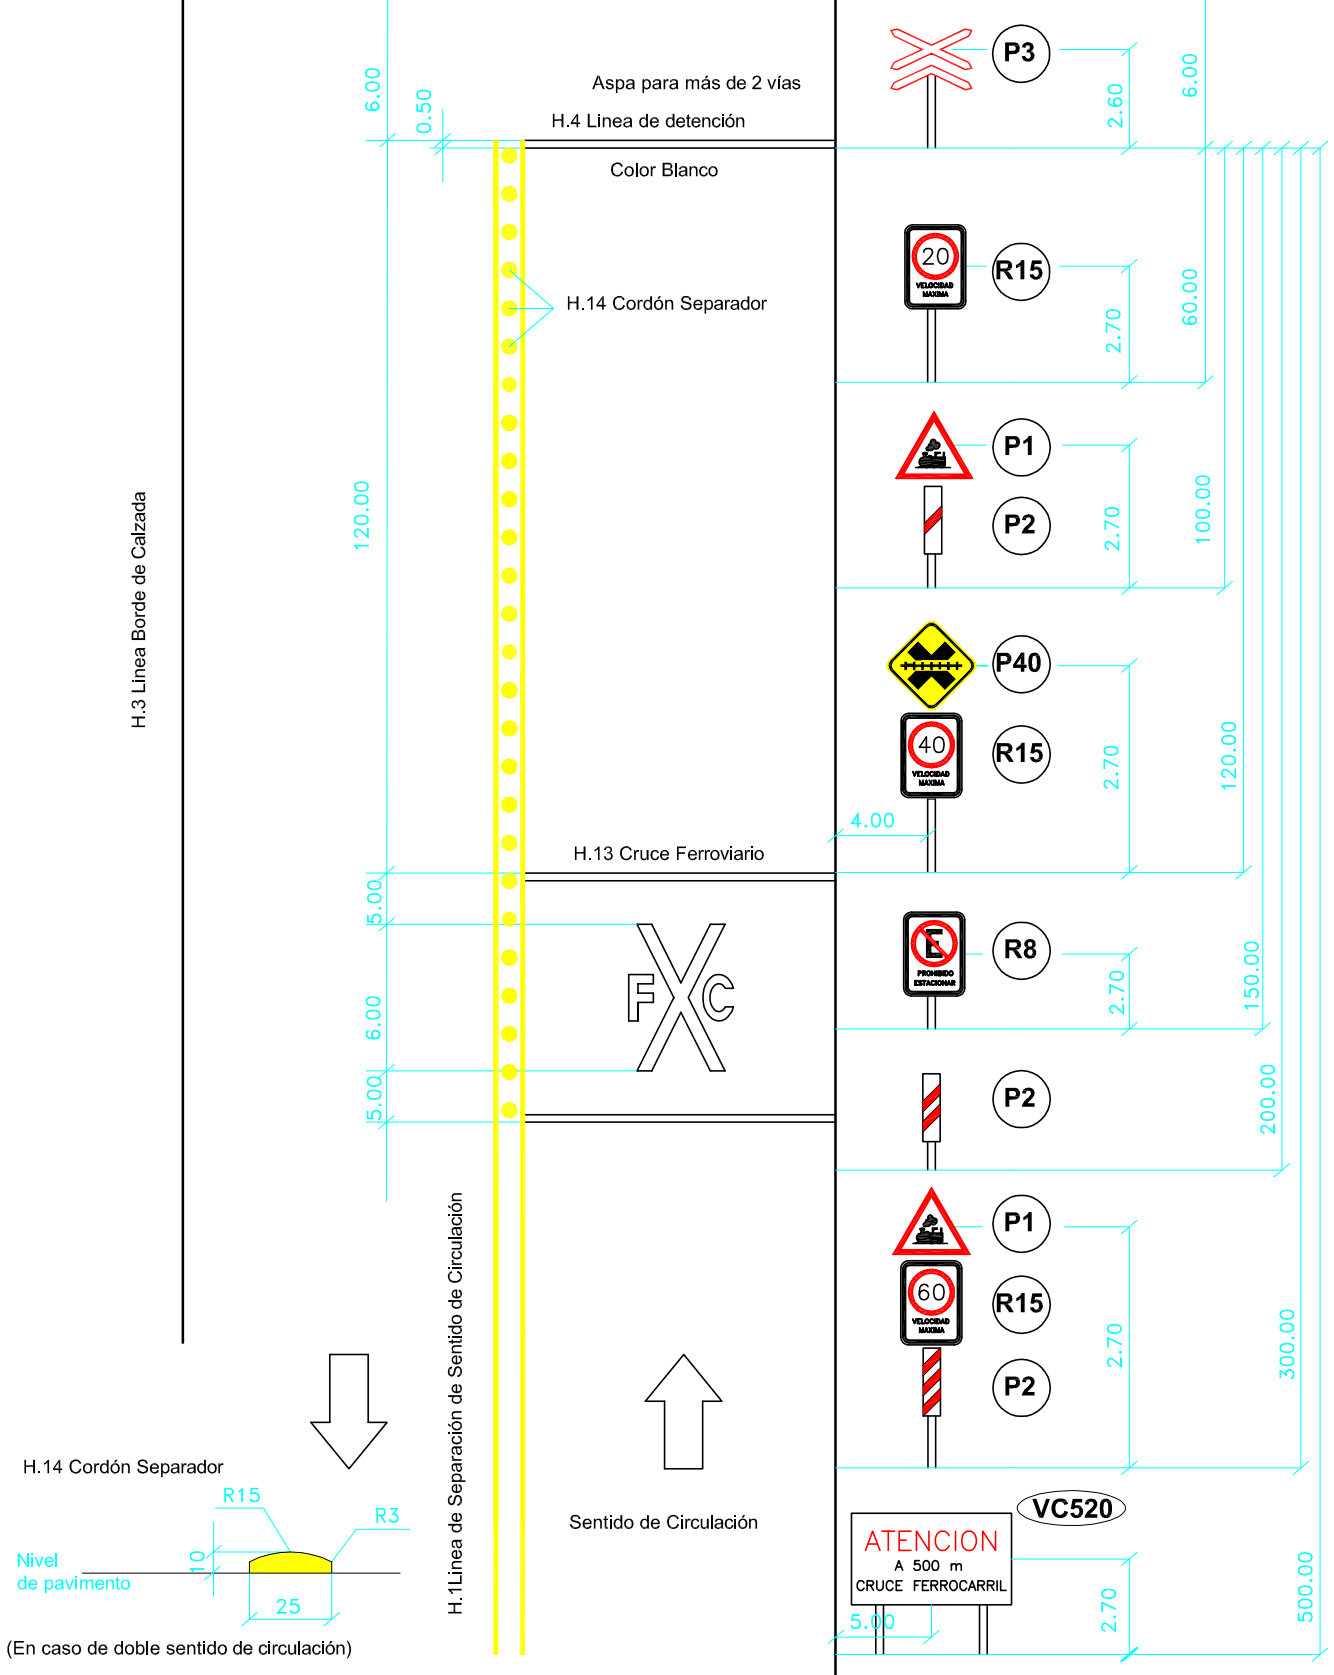 P3
6.00
0.50
2.60
6.00
Aspa para más de 2 vías
H.4 Linea de detención
Color Blanco
20
VELOCIDAD
MAXIMA
R15
2.70
60.00
H.14 Cordón Separador
P1
P2
2.70
100.00
120.00
H.3 Linea Borde de Calzada
P40
40
VELOCIDAD
MAXIMA
R15
2.70
120.00
4.00
H.13 Cruce Ferroviario
5.00
6.00
5.00
F X C
E
PROHIBIDO
ESTACIONAR
R8
2.70
150.00
P2
200.00
P1
60
VELOCIDAD
MAXIMA
R15
P2
2.70
300.00
H.1Linea de Separación de Sentido de Circulación
H.14 Cordón Separador
R15
R3
10
Nivel
de pavimento
25
(En caso de doble sentido de circulación)
Sentido de Circulación
VC520
ATENCION
A 500 m
CRUCE FERROCARRIL
5.00
2.70
500.00